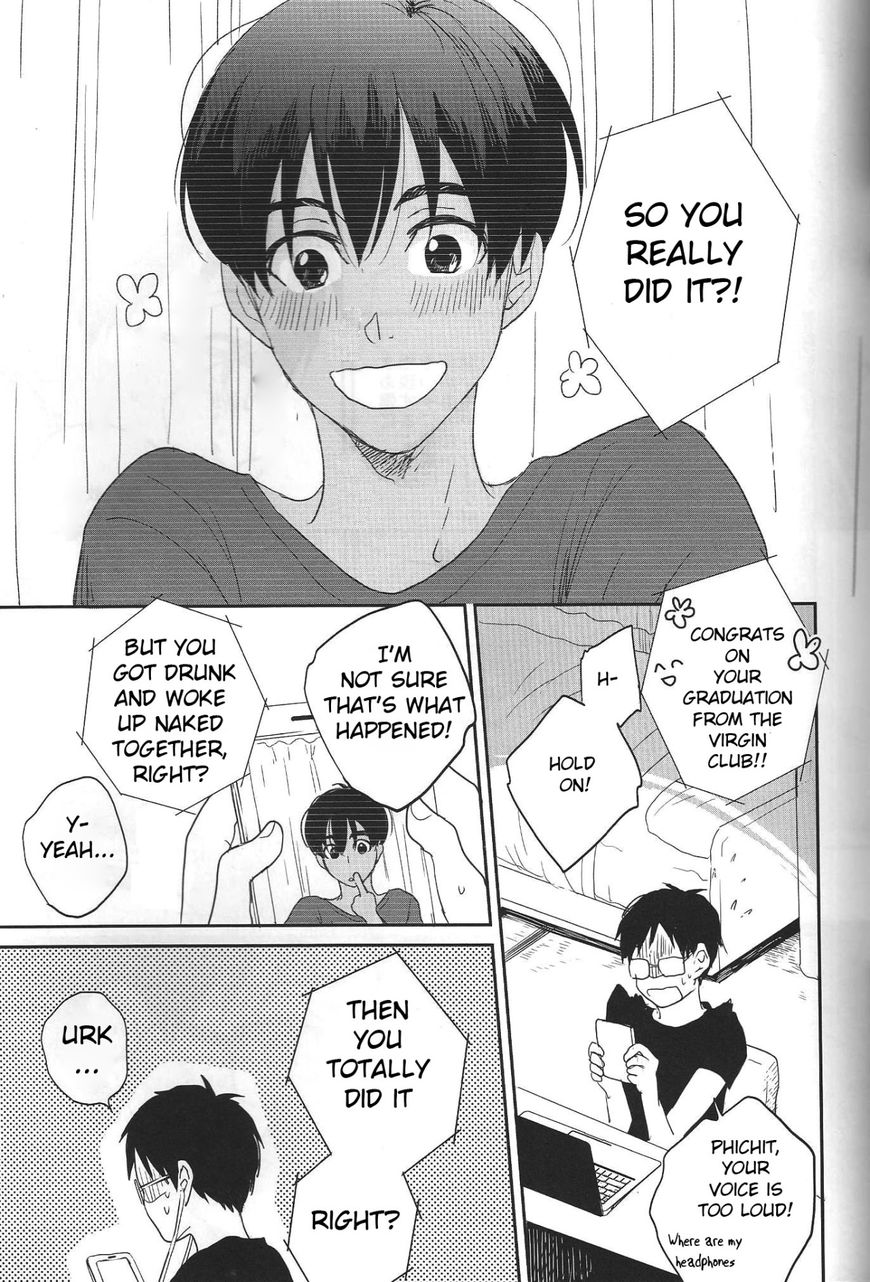 SO YOU
REALLY
DID IT?!
CONGRATS
ON
YOUR
GRADUATION
FROM THE
VIRGIN
CLUB!!
H-
HOLD
ON!
PHICHIT,
YOUR
VOICE IS
TOO LOUD!
Where are my
headphones
I'M
NOT SURE
THAT'S WHAT
HAPPENED!
BUT YOU
GOT DRUNK
AND WOKE
UP NAKED
TOGETHER,
RIGHT?
Y-
YEAH...
THEN
YOU
TOTALLY
DID IT
RIGHT?
URK
...